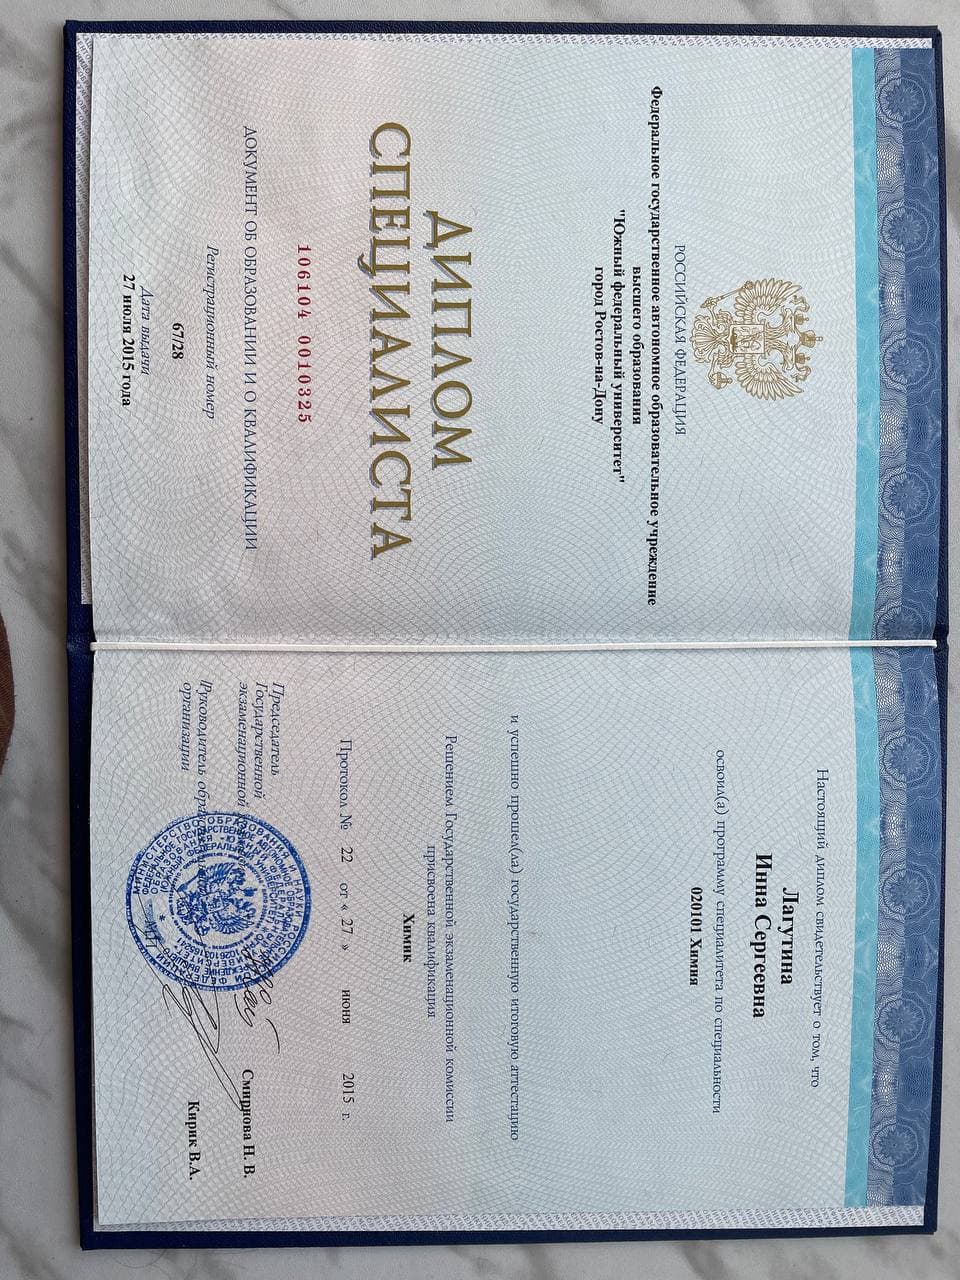 РОССИЙСКАЯ ФЕДЕРАЦИЯ
Федеральное государственное автономное образовательное учреждение
высшего образования
"Южный федеральный университет"
город Ростов-на-Дону
ДИПЛОМ
СПЕЦИАЛИСТА
106104 0010325
ДОКУМЕНТ ОБ ОБРАЗОВАНИИ И О КВАЛИФИКАЦИИ
Регистрационный номер
67/28
Дата выдачи
27 июля 2015 года
Настоящий диплом свидетельствует о том, что
Лагутина
Инна Сергеевна
освоил(а) программу специалитета по специальности
020101 Химия
и успешно прошел(ла) государственную итоговую аттестацию
Решением Государственной экзаменационной комиссии
присвоена квалификация
Химик
Протокол № 22 от « 27 » июня 2015 г.
Председатель
Государственной
экзаменационной
Смирнова Н. В.
Руководитель
организации
Кирик В.А.
МИНИСТЕРСТВО ОБРАЗОВАНИЯ И НАУКИ
М.П.